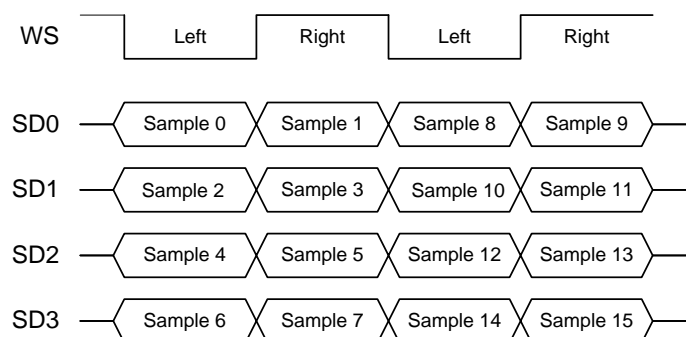 WS Left Right Left Right
SD0 Sample 0 Sample 1 Sample 8 Sample 9
SD1 Sample 2 Sample 3 Sample 10 Sample 11
SD2 Sample 4 Sample 5 Sample 12 Sample 13
SD3 Sample 6 Sample 7 Sample 14 Sample 15